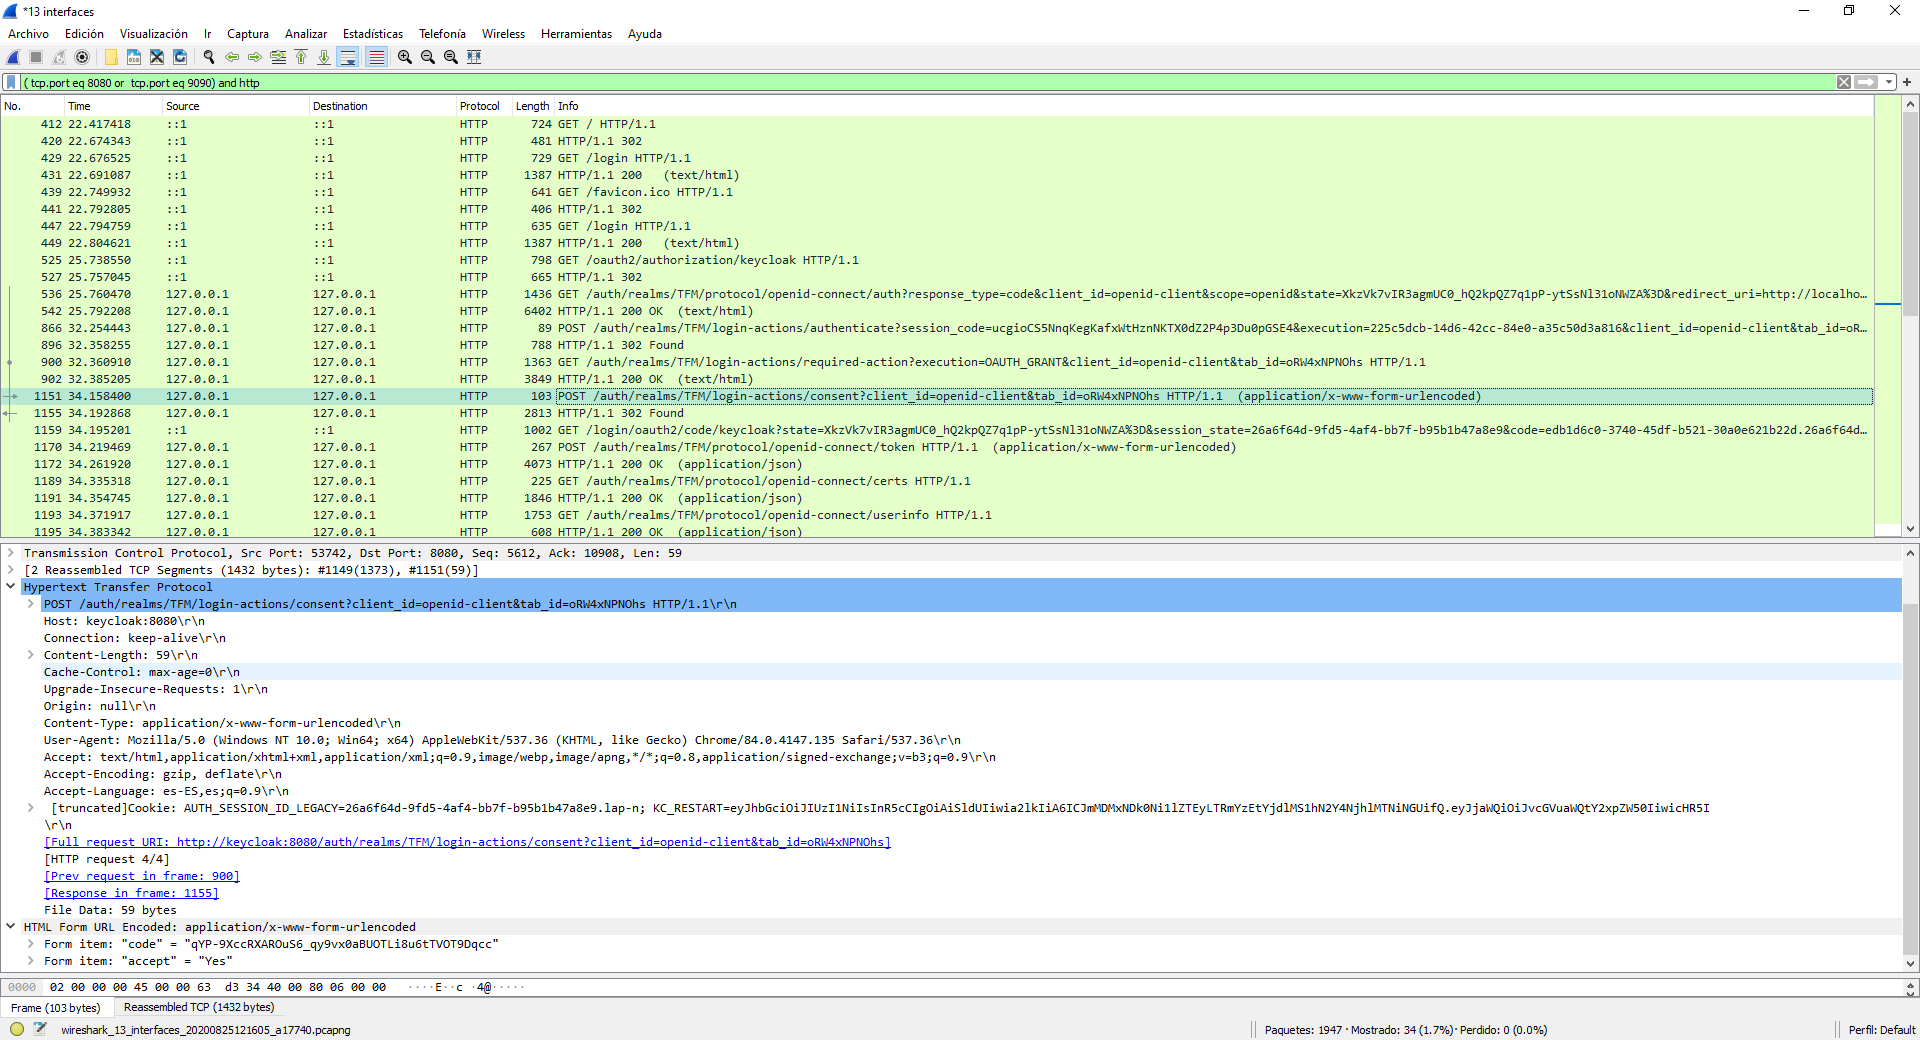 *13 interfaces
Archivo Edición Visualización Ir Captura Analizar Estadísticas Telefonía Wireless Herramientas Ayuda
( tcp.port eq 8080 or  tcp.port eq 9090) and http
No. Time Source Destination Protocol Length Info
412 22.417418 ::1 ::1 HTTP 724 GET / HTTP/1.1
420 22.674343 ::1 ::1 HTTP 481 HTTP/1.1 302
429 22.676525 ::1 ::1 HTTP 729 GET /login HTTP/1.1
431 22.691087 ::1 ::1 HTTP 1387 HTTP/1.1 200   (text/html)
439 22.749932 ::1 ::1 HTTP 641 GET /favicon.ico HTTP/1.1
441 22.792805 ::1 ::1 HTTP 406 HTTP/1.1 302
447 22.794759 ::1 ::1 HTTP 635 GET /login HTTP/1.1
449 22.804621 ::1 ::1 HTTP 1387 HTTP/1.1 200   (text/html)
525 25.738550 ::1 ::1 HTTP 798 GET /oauth2/authorization/keycloak HTTP/1.1
527 25.757045 ::1 ::1 HTTP 665 HTTP/1.1 302
536 25.760470 127.0.0.1 127.0.0.1 HTTP 1436 GET /auth/realms/TFM/protocol/openid-connect/auth?response_type=code&client_id=openid-client&scope=openid&state=XkzVk7vIR3agmUC0_hQ2kpQZ7q1pP-ytSsNl31oNWZA%3D&redirect_uri=http://localho…
542 25.792208 127.0.0.1 127.0.0.1 HTTP 6402 HTTP/1.1 200 OK  (text/html)
866 32.254443 127.0.0.1 127.0.0.1 HTTP 89 POST /auth/realms/TFM/login-actions/authenticate?session_code=ucgioCS5NnqKegKafxWtHznNKTX0dZ2P4p3Du0pGSE4&execution=225c5dcb-14d6-42cc-84e0-a35c50d3a816&client_id=openid-client&tab_id=oR…
896 32.358255 127.0.0.1 127.0.0.1 HTTP 788 HTTP/1.1 302 Found
900 32.360910 127.0.0.1 127.0.0.1 HTTP 1363 GET /auth/realms/TFM/login-actions/required-action?execution=OAUTH_GRANT&client_id=openid-client&tab_id=oRW4xNPNOhs HTTP/1.1
902 32.385205 127.0.0.1 127.0.0.1 HTTP 3849 HTTP/1.1 200 OK  (text/html)
1151 34.158400 127.0.0.1 127.0.0.1 HTTP 103 POST /auth/realms/TFM/login-actions/consent?client_id=openid-client&tab_id=oRW4xNPNOhs HTTP/1.1  (application/x-www-form-urlencoded)
1155 34.192868 127.0.0.1 127.0.0.1 HTTP 2813 HTTP/1.1 302 Found
1159 34.195201 ::1 ::1 HTTP 1002 GET /login/oauth2/code/keycloak?state=XkzVk7vIR3agmUC0_hQ2kpQZ7q1pP-ytSsNl31oNWZA%3D&session_state=26a6f64d-9fd5-4af4-bb7f-b95b1b47a8e9&code=edb1d6c0-3740-45df-b521-30a0e621b22d.26a6f64d…
1170 34.219469 127.0.0.1 127.0.0.1 HTTP 267 POST /auth/realms/TFM/protocol/openid-connect/token HTTP/1.1  (application/x-www-form-urlencoded)
1172 34.261920 127.0.0.1 127.0.0.1 HTTP 4073 HTTP/1.1 200 OK  (application/json)
1189 34.335318 127.0.0.1 127.0.0.1 HTTP 225 GET /auth/realms/TFM/protocol/openid-connect/certs HTTP/1.1
1191 34.354745 127.0.0.1 127.0.0.1 HTTP 1846 HTTP/1.1 200 OK  (application/json)
1193 34.371917 127.0.0.1 127.0.0.1 HTTP 1753 GET /auth/realms/TFM/protocol/openid-connect/userinfo HTTP/1.1
1195 34.383342 127.0.0.1 127.0.0.1 HTTP 608 HTTP/1.1 200 OK  (application/json)
Transmission Control Protocol, Src Port: 53742, Dst Port: 8080, Seq: 5612, Ack: 10908, Len: 59
[2 Reassembled TCP Segments (1432 bytes): #1149(1373), #1151(59)]
Hypertext Transfer Protocol
POST /auth/realms/TFM/login-actions/consent?client_id=openid-client&tab_id=oRW4xNPNOhs HTTP/1.1\r\n
Host: keycloak:8080\r\n
Connection: keep-alive\r\n
Content-Length: 59\r\n
Cache-Control: max-age=0\r\n
Upgrade-Insecure-Requests: 1\r\n
Origin: null\r\n
Content-Type: application/x-www-form-urlencoded\r\n
User-Agent: Mozilla/5.0 (Windows NT 10.0; Win64; x64) AppleWebKit/537.36 (KHTML, like Gecko) Chrome/84.0.4147.135 Safari/537.36\r\n
Accept: text/html,application/xhtml+xml,application/xml;q=0.9,image/webp,image/apng,*/*;q=0.8,application/signed-exchange;v=b3;q=0.9\r\n
Accept-Encoding: gzip, deflate\r\n
Accept-Language: es-ES,es;q=0.9\r\n
[truncated]Cookie: AUTH_SESSION_ID_LEGACY=26a6f64d-9fd5-4af4-bb7f-b95b1b47a8e9.lap-n; KC_RESTART=eyJhbGciOiJIUzI1NiIsInR5cCIgOiAiSldUIiwia2lkIiA6ICJmMDMxNDk0Ni1lZTEyLTRmYzEtYjdlMS1hN2Y4NjhlMTNiNGUifQ.eyJjaWQiOiJvcGVuaWQtY2xpZW50IiwicHR5I
\r\n
[Full request URI: http://keycloak:8080/auth/realms/TFM/login-actions/consent?client_id=openid-client&tab_id=oRW4xNPNOhs]
[HTTP request 4/4]
[Prev request in frame: 900]
[Response in frame: 1155]
File Data: 59 bytes
HTML Form URL Encoded: application/x-www-form-urlencoded
Form item: "code" = "qYP-9XccRXAROuS6_qy9vx0aBUOTLi8u6tTVOT9Dqcc"
Form item: "accept" = "Yes"
0000 02 00 00 00 45 00 00 63  d3 34 40 00 80 06 00 00 ····E··c ·4@·····
Frame (103 bytes) Reassembled TCP (1432 bytes)
wireshark_13_interfaces_20200825121605_a17740.pcapng Paquetes: 1947 · Mostrado: 34 (1.7%) · Perdido: 0 (0.0%) Perfil: Default